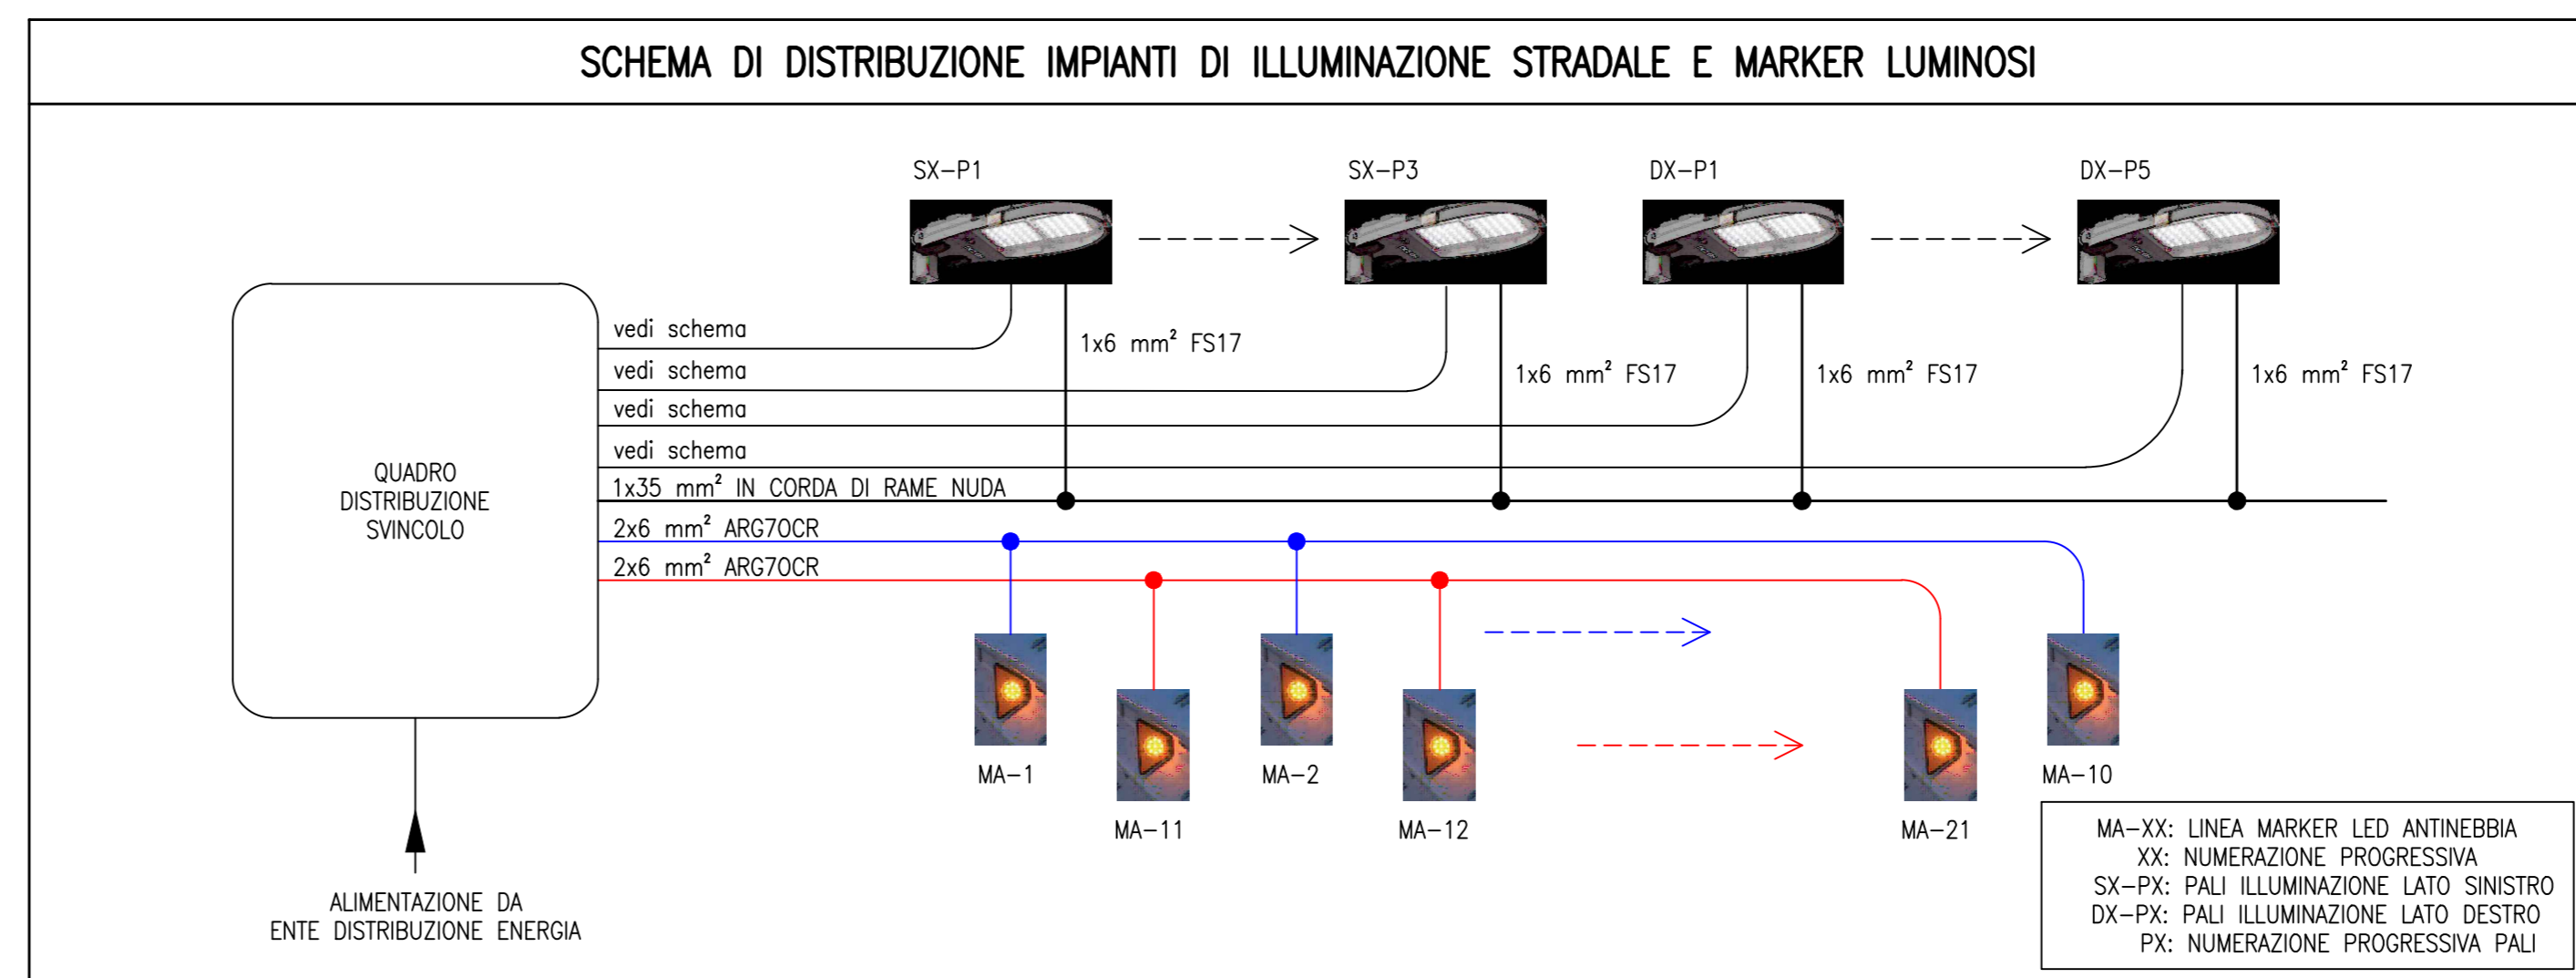 SCHEMA DI DISTRIBUZIONE IMPIANTI DI ILLUMINAZIONE STRADALE E MARKER LUMINOSI
SX-P1
SX-P3
DX-P1
DX-P5
vedi schema
1x6 mm² FS17
vedi schema
1x6 mm² FS17
1x6 mm² FS17
1x6 mm² FS17
vedi schema
vedi schema
QUADRO
DISTRIBUZIONE
SVINCOLO
1x35 mm² IN CORDA DI RAME NUDA
2x6 mm² ARG7OCR
2x6 mm² ARG7OCR
MA-1
MA-2
MA-10
MA-11
MA-12
MA-21
ALIMENTAZIONE DA
ENTE DISTRIBUZIONE ENERGIA
MA-XX: LINEA MARKER LED ANTINEBBIA
XX: NUMERAZIONE PROGRESSIVA
SX-PX: PALI ILLUMINAZIONE LATO SINISTRO
DX-PX: PALI ILLUMINAZIONE LATO DESTRO
PX: NUMERAZIONE PROGRESSIVA PALI